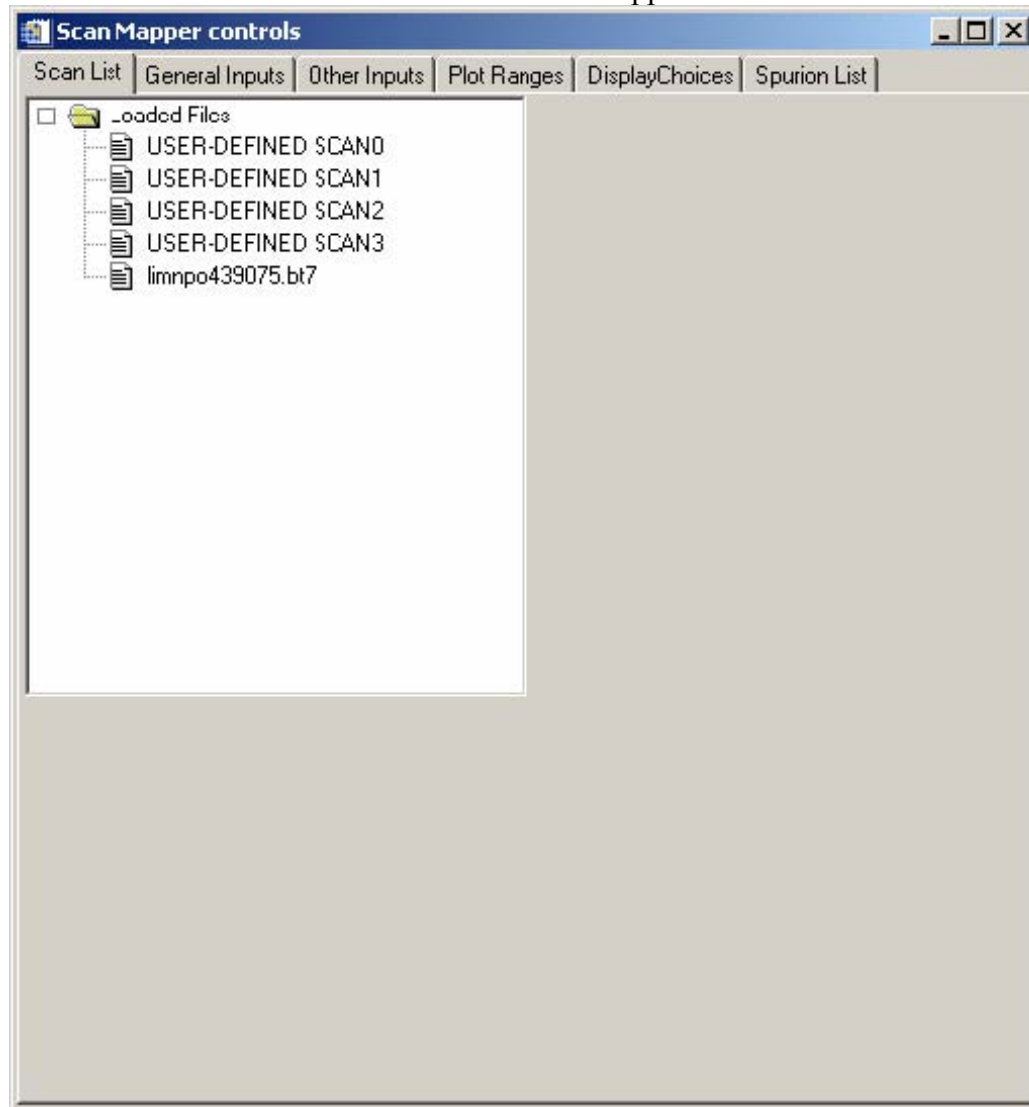 Scan Mapper controls
Scan List General Inputs Other Inputs Plot Ranges DisplayChoices Spurion List
Loaded Files
USER-DEFINED SCAN0
USER-DEFINED SCAN1
USER-DEFINED SCAN2
USER-DEFINED SCAN3
limnpo439075.bt7